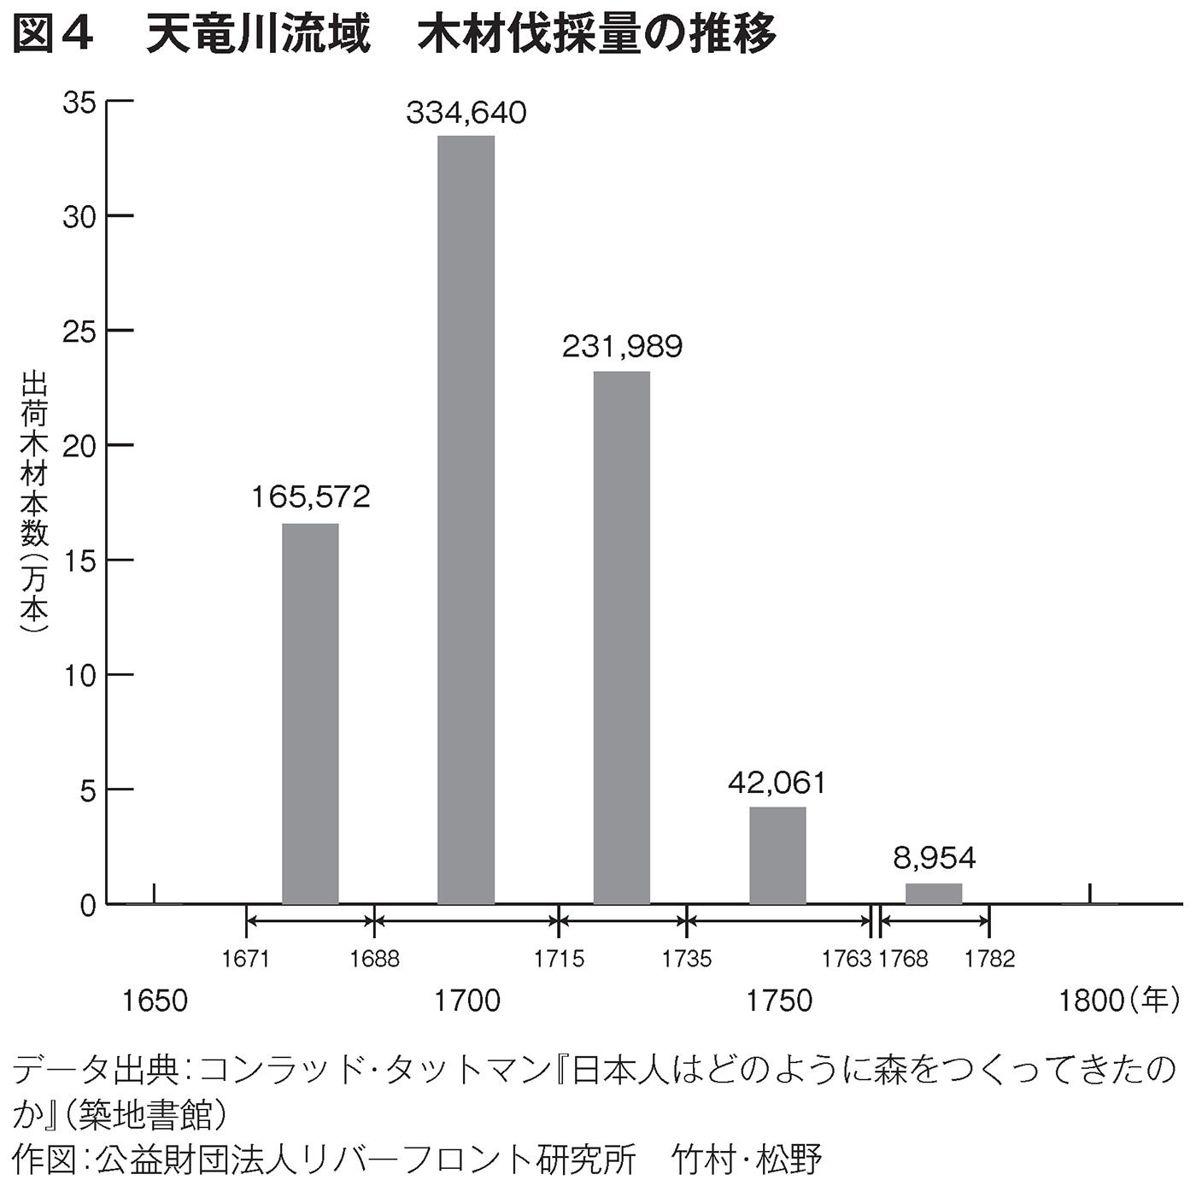 図4 天竜川流域 木材伐採量の推移
35
334,640
30
25
231,989
20
165,572
15
10
5
42,061
8,954
0
出荷木材本数(万本)
1671 1688 1715 1735 1763 1768 1782
1650 1700 1750 1800(年)
データ出典:コンラッド・タットマン『日本人はどのように森をつくってきたの
か』(築地書館)
作図:公益財団法人リバーフロント研究所 竹村・松野